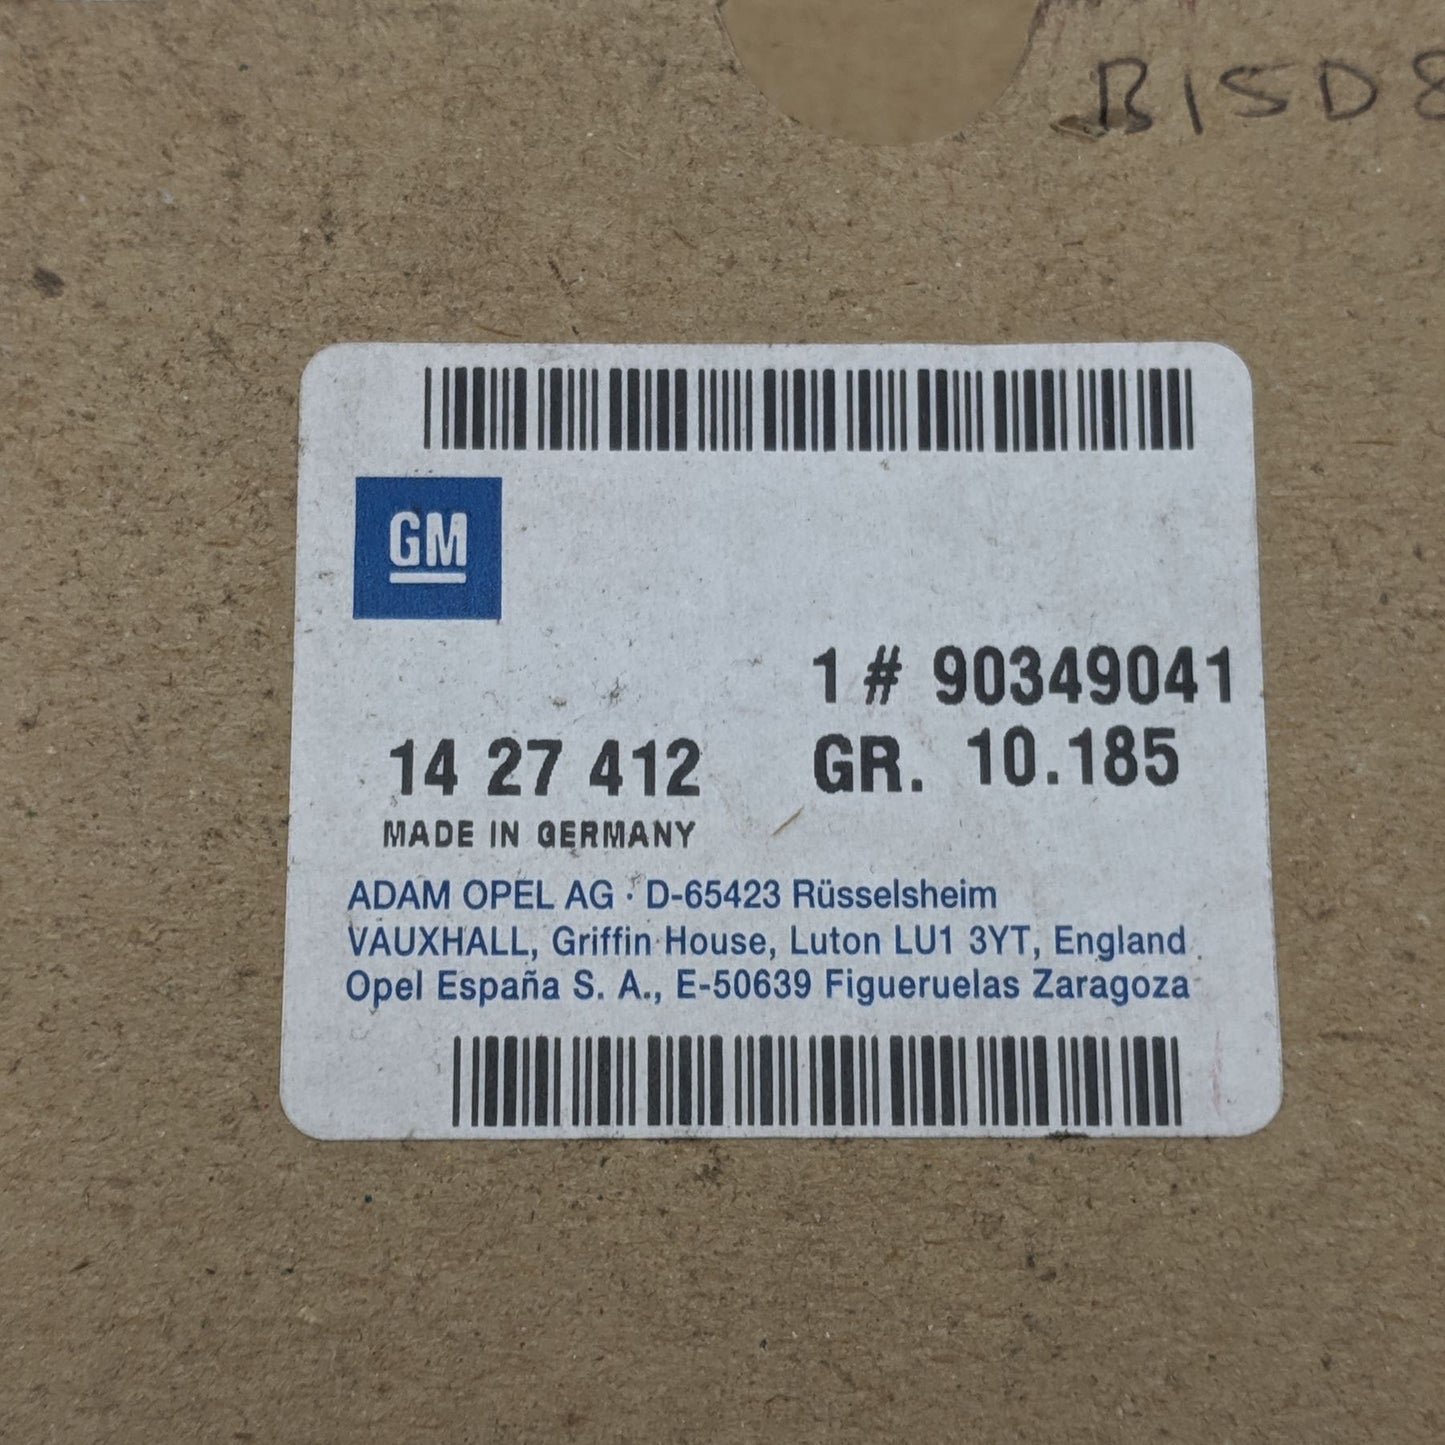 B15D8
GM
1 # 90349041
14 27 412 GR. 10.185
MADE IN GERMANY
ADAM OPEL AG · D-65423 Rüsselsheim
VAUXHALL, Griffin House, Luton LU1 3YT, England
Opel España S. A., E-50639 Figueruelas Zaragoza